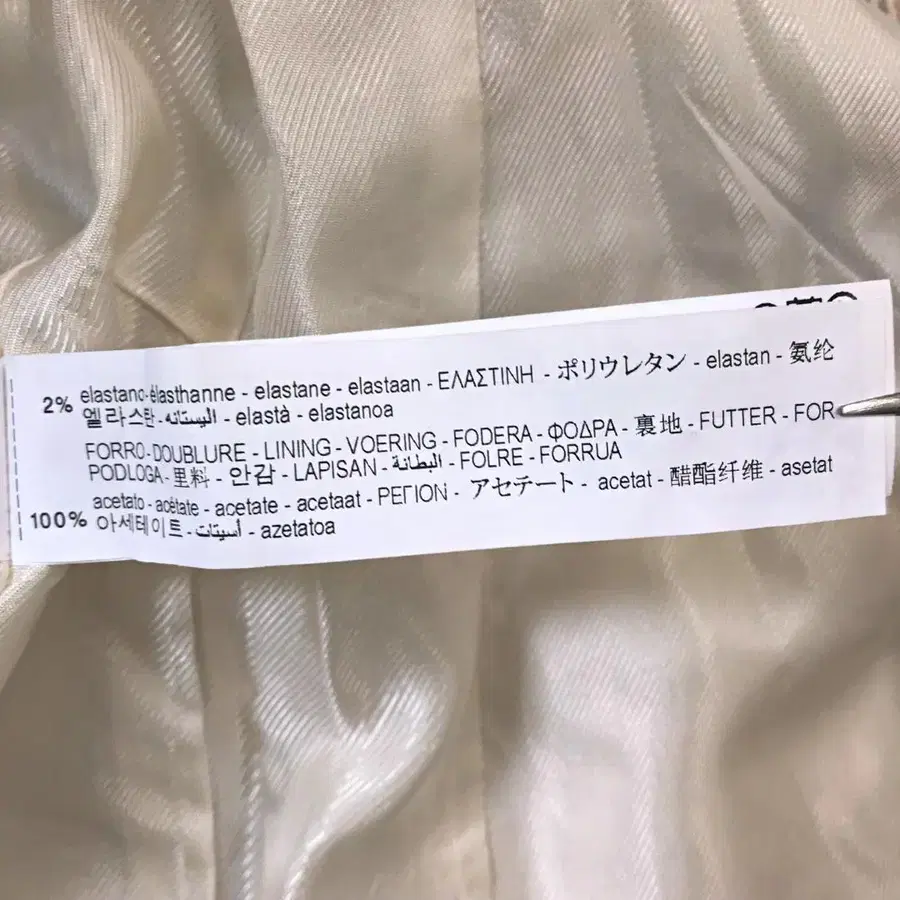 2% elastano-élasthanne - elastane - elastaan - ΕΛΑΣΤΙΝΗ - ポリウレタン - elastan - 氨纶
엘라스탄 - اليستانه - elastà - elastanoa
FORRO-DOUBLURE - LINING - VOERING - FODERA - ΦΟΔΡΑ - 裏地 - FUTTER - FOR
PODLOGA - 里料 - 안감 - LAPISAN - البطانة - FOLRE - FORRUA
100% acetato - acétate - acetate - acetaat - ΡΕΓΙΟΝ - アセテート - acetat - 醋酯纤维 - asetat
아세테이트 - أسيتات - azetatoa